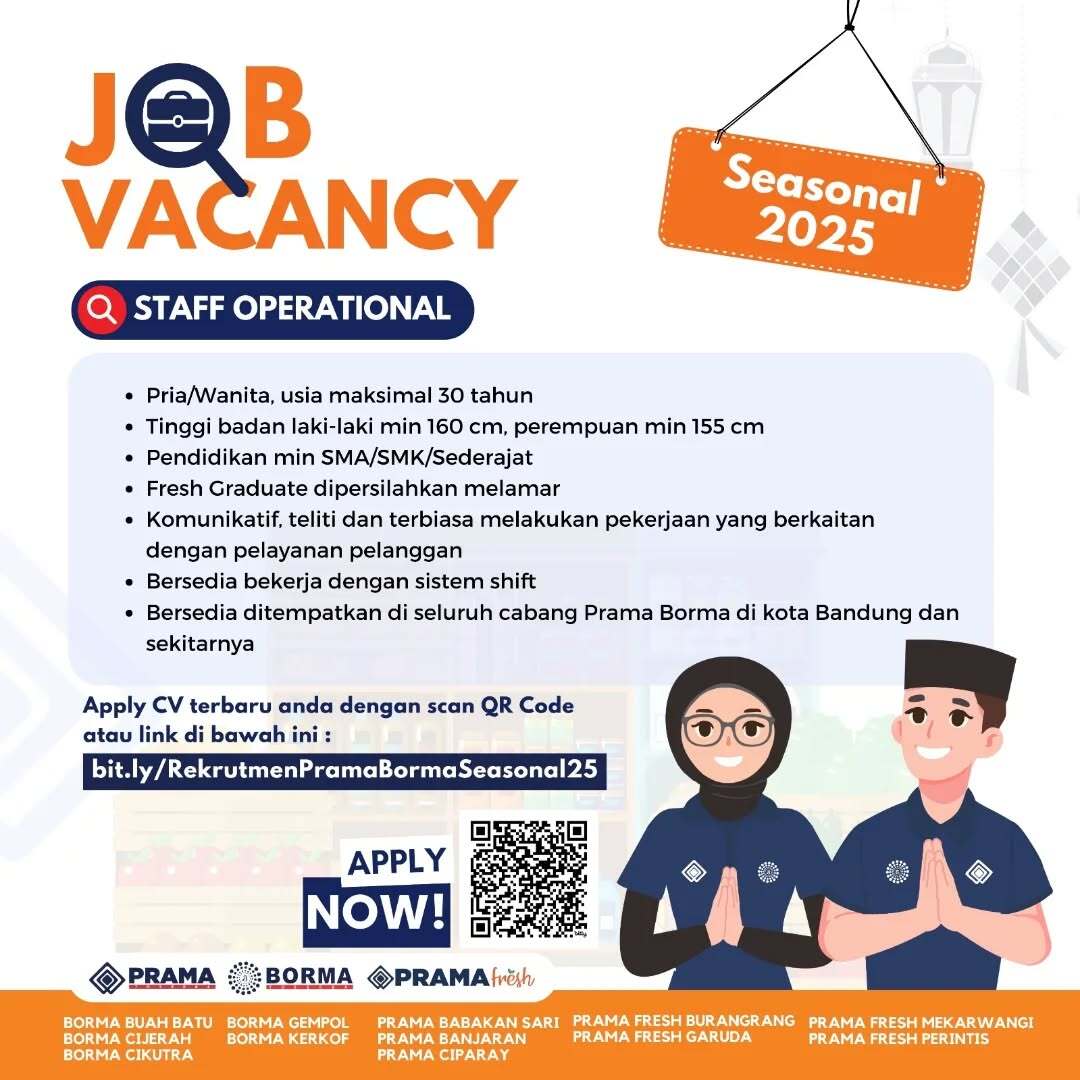 JOB
VACANCY
Seasonal
2025
STAFF OPERATIONAL
• Pria/Wanita, usia maksimal 30 tahun
• Tinggi badan laki-laki min 160 cm, perempuan min 155 cm
• Pendidikan min SMA/SMK/Sederajat
• Fresh Graduate dipersilahkan melamar
• Komunikatif, teliti dan terbiasa melakukan pekerjaan yang berkaitan
dengan pelayanan pelanggan
• Bersedia bekerja dengan sistem shift
• Bersedia ditempatkan di seluruh cabang Prama Borma di kota Bandung dan
sekitarnya
Apply CV terbaru anda dengan scan QR Code
atau link di bawah ini :
bit.ly/RekrutmenPramaBormaSeasonal25
APPLY
NOW!
bitly
PRAMA
BORMA
PRAMA fresh
BORMA BUAH BATU
BORMA CIJERAH
BORMA CIKUTRA
BORMA GEMPOL
BORMA KERKOF
PRAMA BABAKAN SARI
PRAMA BANJARAN
PRAMA CIPARAY
PRAMA FRESH BURANGRANG
PRAMA FRESH GARUDA
PRAMA FRESH MEKARWANGI
PRAMA FRESH PERINTIS